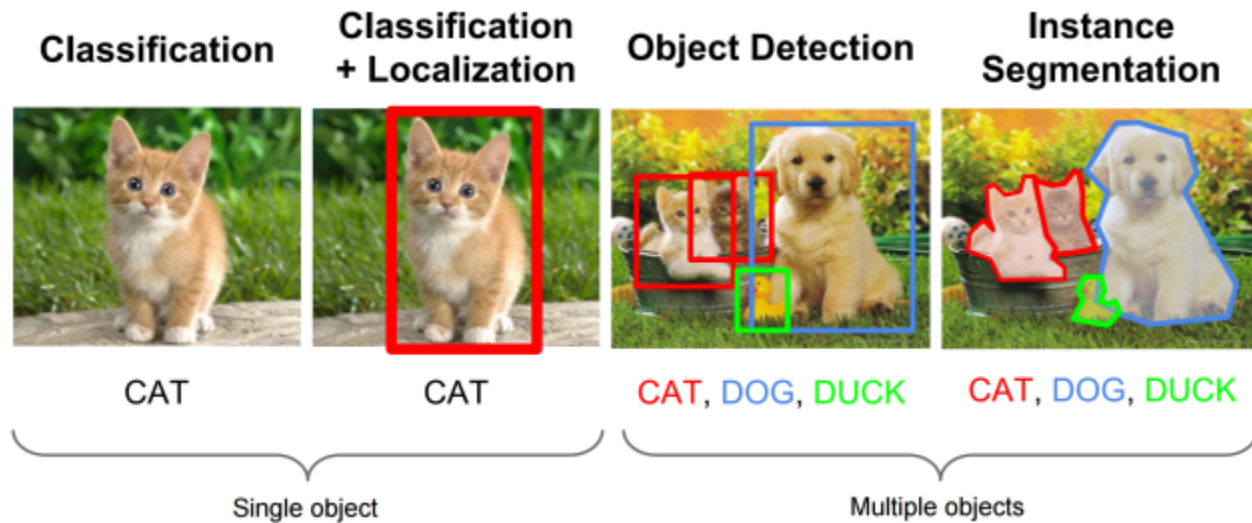 Classification
Classification
+ Localization
Object Detection
Instance
Segmentation
CAT
CAT
CAT, DOG, DUCK
CAT, DOG, DUCK
Single object
Multiple objects